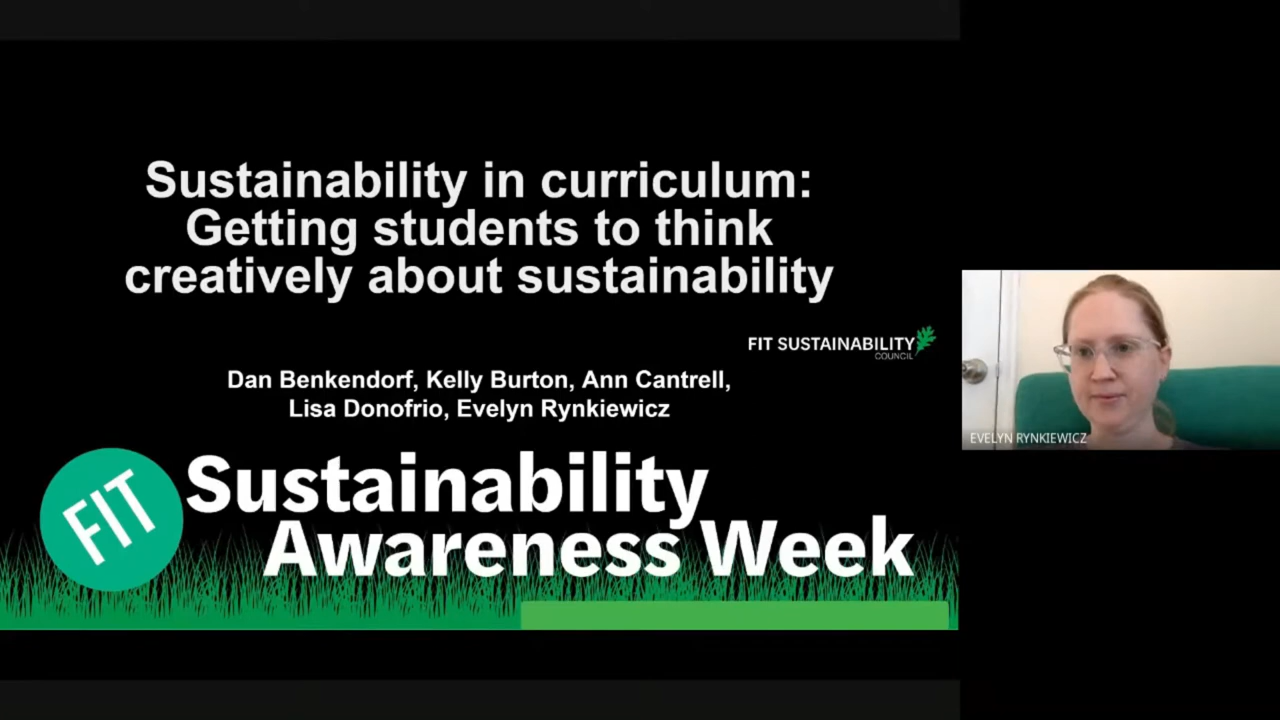 Sustainability in curriculum:
Getting students to think
creatively about sustainability
FIT SUSTAINABILITY
COUNCIL
Dan Benkendorf, Kelly Burton, Ann Cantrell,
Lisa Donofrio, Evelyn Rynkiewicz
FIT
Sustainability
Awareness Week
EVELYN RYNKIEWICZ